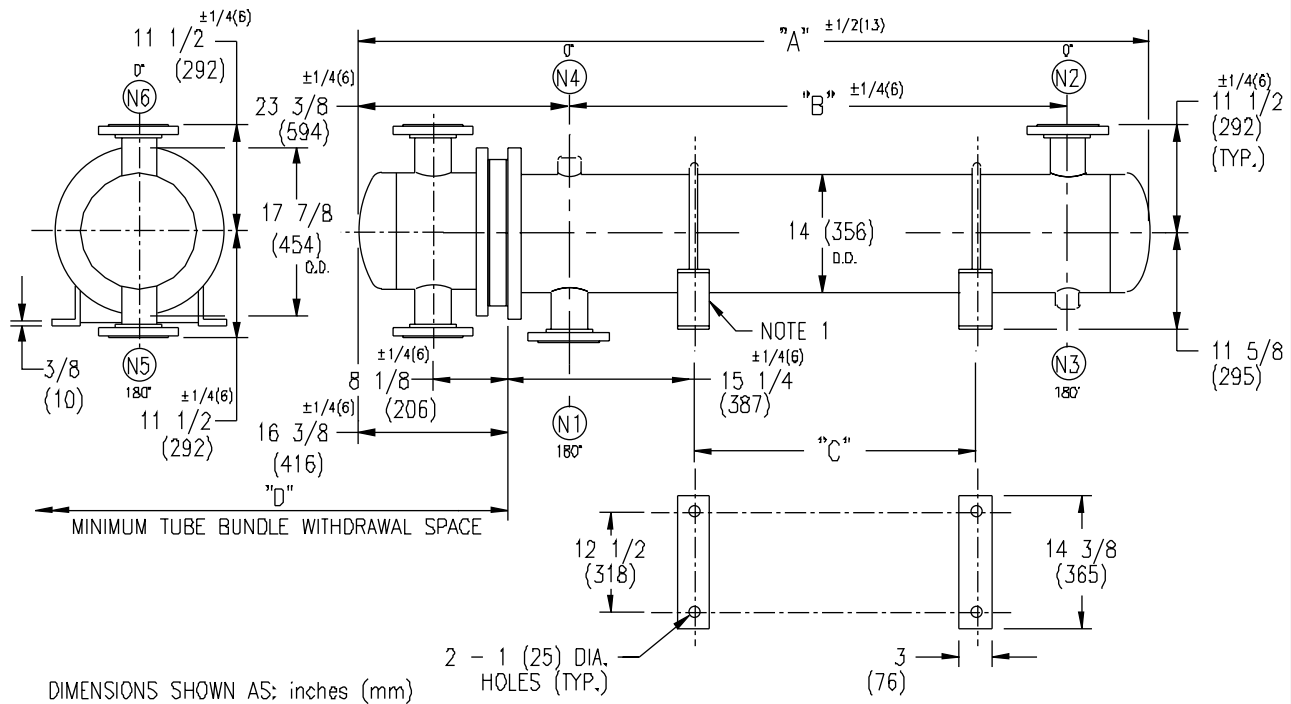 ±1/4(6)
11 1/2
(292)
0°
N6
±1/4(6)
23 3/8
(594)
"A" ±1/2(13)
0°
N4
"B" ±1/4(6)
0°
N2
±1/4(6)
11 1/2
(292)
(TYP.)
17 7/8
(454)
O.D.
14 (356)
O.D.
3/8
(10)
N5
180°
±1/4(6)
11 1/2
(292)
±1/4(6)
8 1/8
(206)
±1/4(6)
16 3/8
(416)
NOTE 1
±1/4(6)
15 1/4
(387)
N1
180°
N3
180°
11 5/8
(295)
"C"
"D"
MINIMUM TUBE BUNDLE WITHDRAWAL SPACE
12 1/2
(318)
14 3/8
(365)
2 - 1 (25) DIA.
HOLES (TYP.)
3
(76)
DIMENSIONS SHOWN AS: inches (mm)